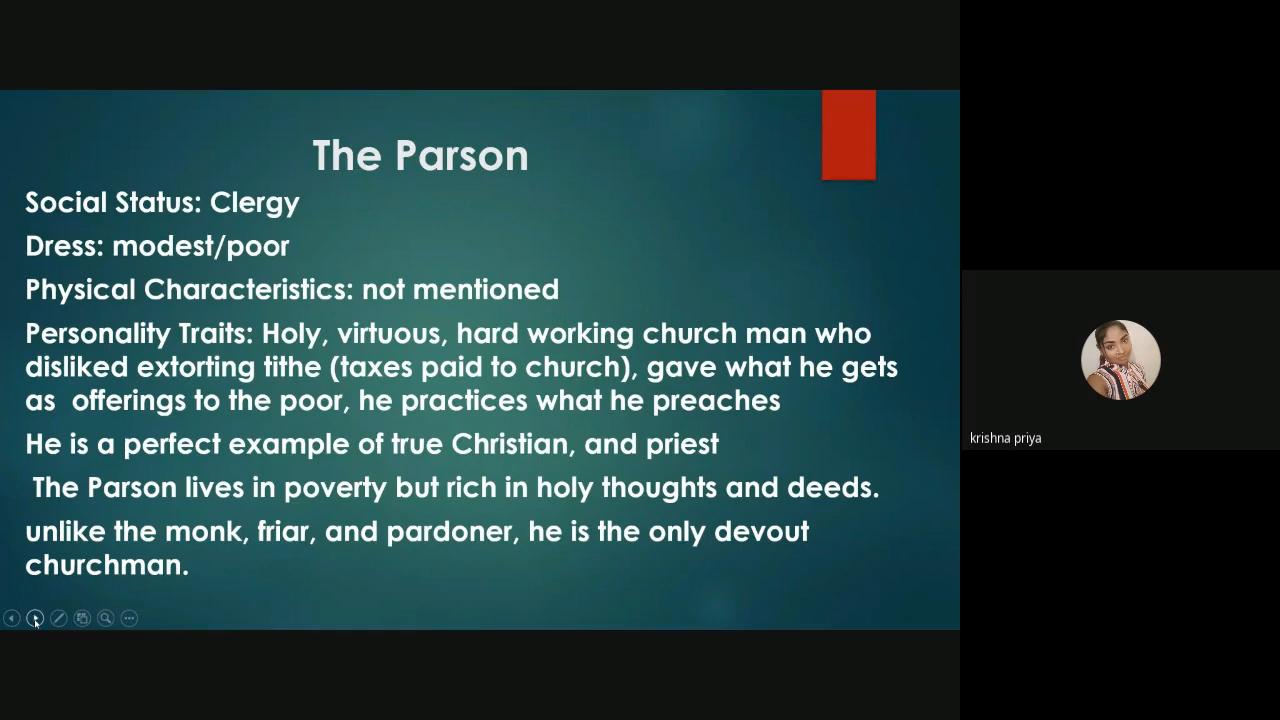 The Parson
Social Status: Clergy
Dress: modest/poor
Physical Characteristics: not mentioned
Personality Traits: Holy, virtuous, hard working church man who
disliked extorting tithe (taxes paid to church), gave what he gets
as  offerings to the poor, he practices what he preaches
He is a perfect example of true Christian, and priest
The Parson lives in poverty but rich in holy thoughts and deeds.
unlike the monk, friar, and pardoner, he is the only devout
churchman.
krishna priya